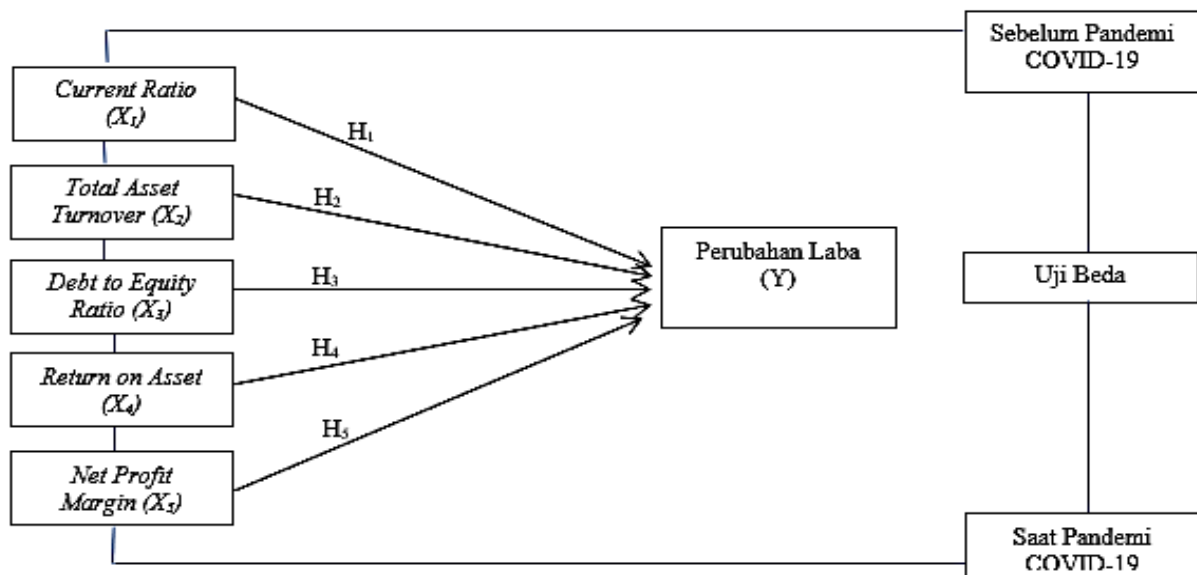 Sebelum Pandemi
COVID-19
Current Ratio
(X₁)
H₁
Total Asset
Turnover (X₂)
H₂
Perubahan Laba
(Y)
Uji Beda
Debt to Equity
Ratio (X₃)
H₃
Return on Asset
(X₄)
H₄
Net Profit
Margin (X₅)
H₅
Saat Pandemi
COVID-19